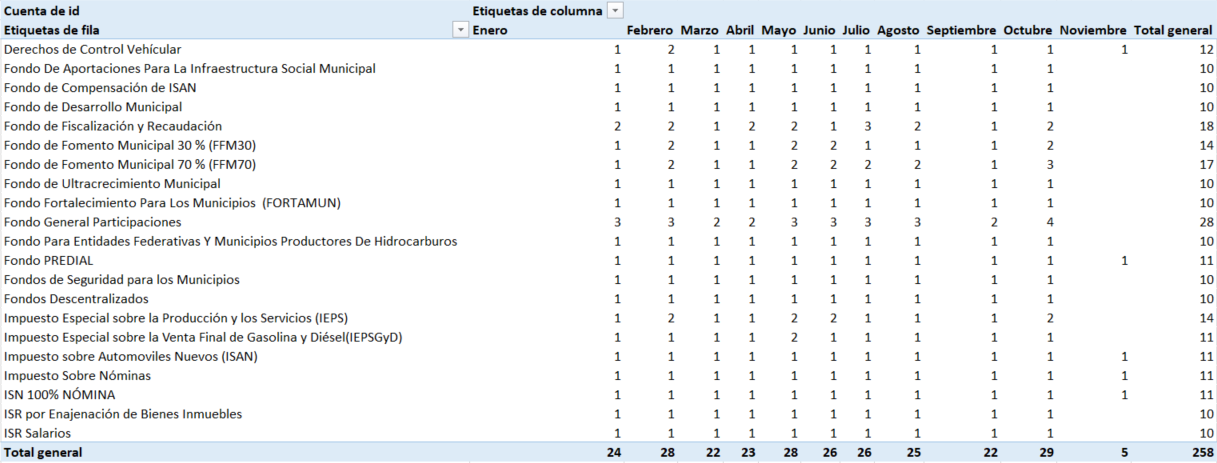 Cuenta de id Etiquetas de columna
Etiquetas de fila Enero Febrero Marzo Abril Mayo Junio Julio Agosto Septiembre Octubre Noviembre Total general
Derechos de Control Vehícular 1 2 1 1 1 1 1 1 1 1 1 12
Fondo De Aportaciones Para La Infraestructura Social Municipal 1 1 1 1 1 1 1 1 1 1 10
Fondo de Compensación de ISAN 1 1 1 1 1 1 1 1 1 1 10
Fondo de Desarrollo Municipal 1 1 1 1 1 1 1 1 1 1 10
Fondo de Fiscalización y Recaudación 2 2 1 2 2 1 3 2 1 2 18
Fondo de Fomento Municipal 30 % (FFM30) 1 2 1 1 2 2 1 1 1 2 14
Fondo de Fomento Municipal 70 % (FFM70) 1 2 1 1 2 2 2 2 1 3 17
Fondo de Ultracrecimiento Municipal 1 1 1 1 1 1 1 1 1 1 10
Fondo Fortalecimiento Para Los Municipios (FORTAMUN) 1 1 1 1 1 1 1 1 1 1 10
Fondo General Participaciones 3 3 2 2 3 3 3 3 2 4 28
Fondo Para Entidades Federativas Y Municipios Productores De Hidrocarburos 1 1 1 1 1 1 1 1 1 1 10
Fondo PREDIAL 1 1 1 1 1 1 1 1 1 1 1 11
Fondos de Seguridad para los Municipios 1 1 1 1 1 1 1 1 1 1 10
Fondos Descentralizados 1 1 1 1 1 1 1 1 1 1 10
Impuesto Especial sobre la Producción y los Servicios (IEPS) 1 2 1 1 2 2 1 1 1 2 14
Impuesto Especial sobre la Venta Final de Gasolina y Diésel(IEPSGyD) 1 1 1 1 2 1 1 1 1 1 11
Impuesto sobre Automoviles Nuevos (ISAN) 1 1 1 1 1 1 1 1 1 1 1 11
Impuesto Sobre Nóminas 1 1 1 1 1 1 1 1 1 1 1 11
ISN 100% NÓMINA 1 1 1 1 1 1 1 1 1 1 1 11
ISR por Enajenación de Bienes Inmuebles 1 1 1 1 1 1 1 1 1 1 10
ISR Salarios 1 1 1 1 1 1 1 1 1 1 10
Total general 24 28 22 23 28 26 26 25 22 29 5 258